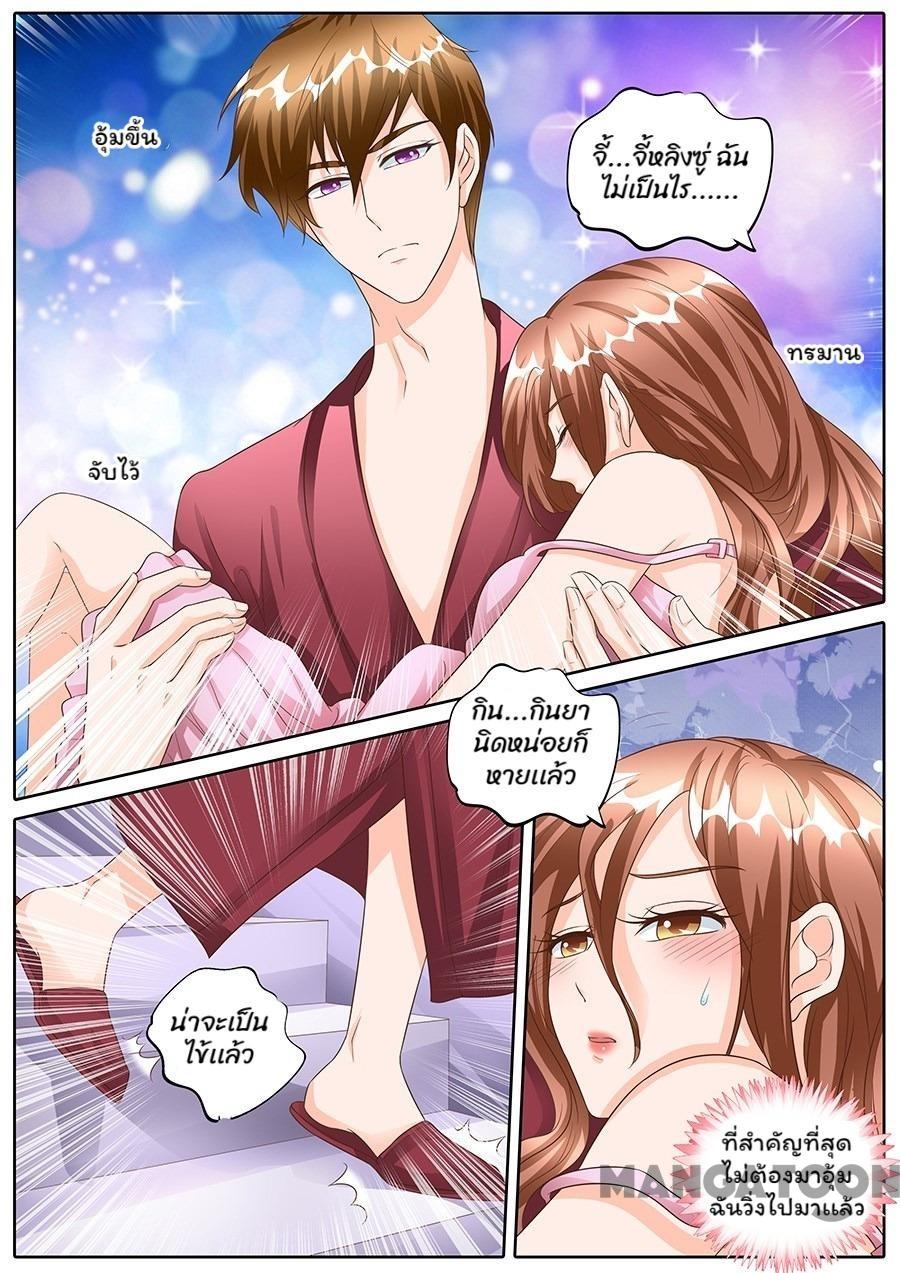 อุ้มขึ้น
จี้...จี้หลิงซู่ ฉัน
ไม่เป็นไร......
ทรมาน
จับไว้
กิน...กินยา
นิดหน่อยก็
หายแล้ว
น่าจะเป็น
ไข้แล้ว
ที่สำคัญที่สุด
ไม่ต้องมาอุ้ม
ฉันวิ่งไปมาแล้ว
MANGATOON